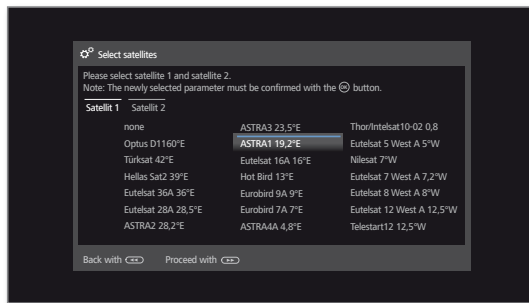 Select satellites
Please select satellite 1 and satellite 2.
Note: The newly selected parameter must be confirmed with the OK button.
Satellit 1 Satellit 2
none ASTRA3 23,5°E Thor/Intelsat10-02 0,8
Optus D1160°E ASTRA1 19,2°E Eutelsat 5 West A 5°W
Türksat 42°E Eutelsat 16A 16°E Nilesat 7°W
Hellas Sat2 39°E Hot Bird 13°E Eutelsat 7 West A 7,2°W
Eutelsat 36A 36°E Eurobird 9A 9°E Eutelsat 8 West A 8°W
Eutelsat 28A 28,5°E Eurobird 7A 7°E Eutelsat 12 West A 12,5°W
ASTRA2 28,2°E ASTRA4A 4,8°E Telestart12 12,5°W
Back with Proceed with